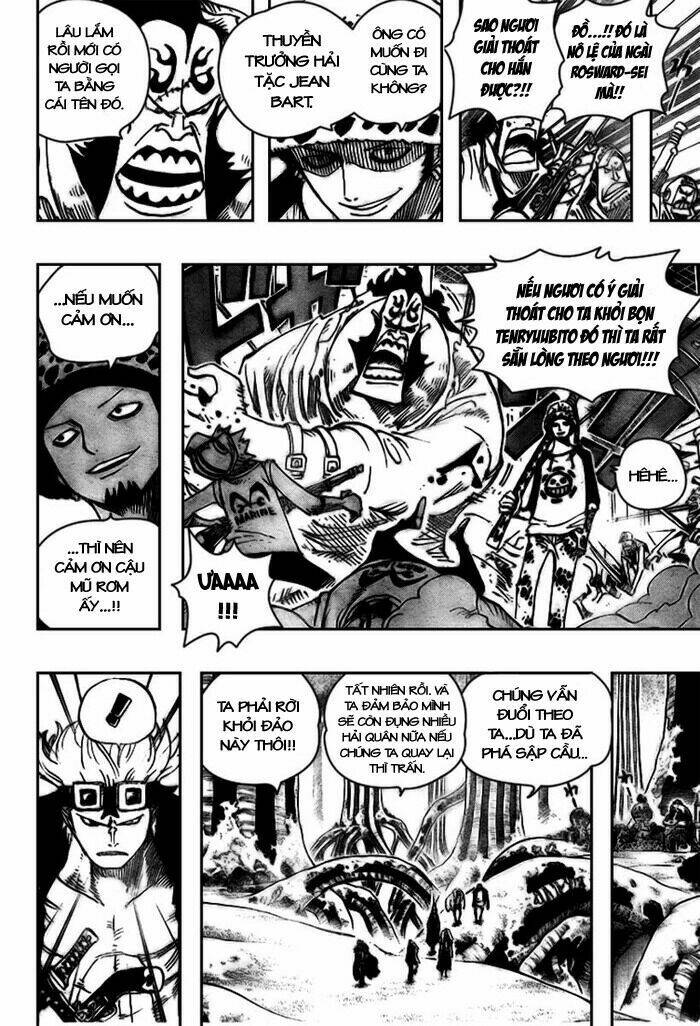 ĐỒ...!! ĐÓ LÀ
NÔ LỆ CỦA NGÀI
ROSWARD-SEI
MÀ!!
SAO NGƯƠI
GIẢI THOÁT
CHO HẮN
ĐƯỢC?!!
ÔNG CÓ
MUỐN ĐI
CÙNG TA
KHÔNG?
THUYỀN
TRƯỞNG HẢI
TẶC JEAN
BART.
LÂU LẮM
RỒI MỚI CÓ
NGƯỜI GỌI
TA BẰNG
CÁI TÊN ĐÓ.
NẾU NGƯƠI CÓ Ý GIẢI
THOÁT CHO TA KHỎI BỌN
TENRYUUBITO ĐÓ THÌ TA RẤT
SẴN LÒNG THEO NGƯƠI!!!
HÊHÊ...
MARINE
ƯAAAA
!!!
...NẾU MUỐN
CẢM ƠN...
...THÌ NÊN
CẢM ƠN CẬU
MŨ RƠM
ẤY...!!
CHÚNG VẪN
ĐUỔI THEO
TA...DÙ TA ĐÃ
PHÁ SẬP CẦU...
TẤT NHIÊN RỒI. VÀ
TA ĐẢM BẢO MÌNH
SẼ CÒN ĐỤNG NHIỀU
HẢI QUÂN NỮA NẾU
CHÚNG TA QUAY LẠI
THỊ TRẤN.
TA PHẢI RỜI
KHỎI ĐẢO
NÀY THÔI!!
!